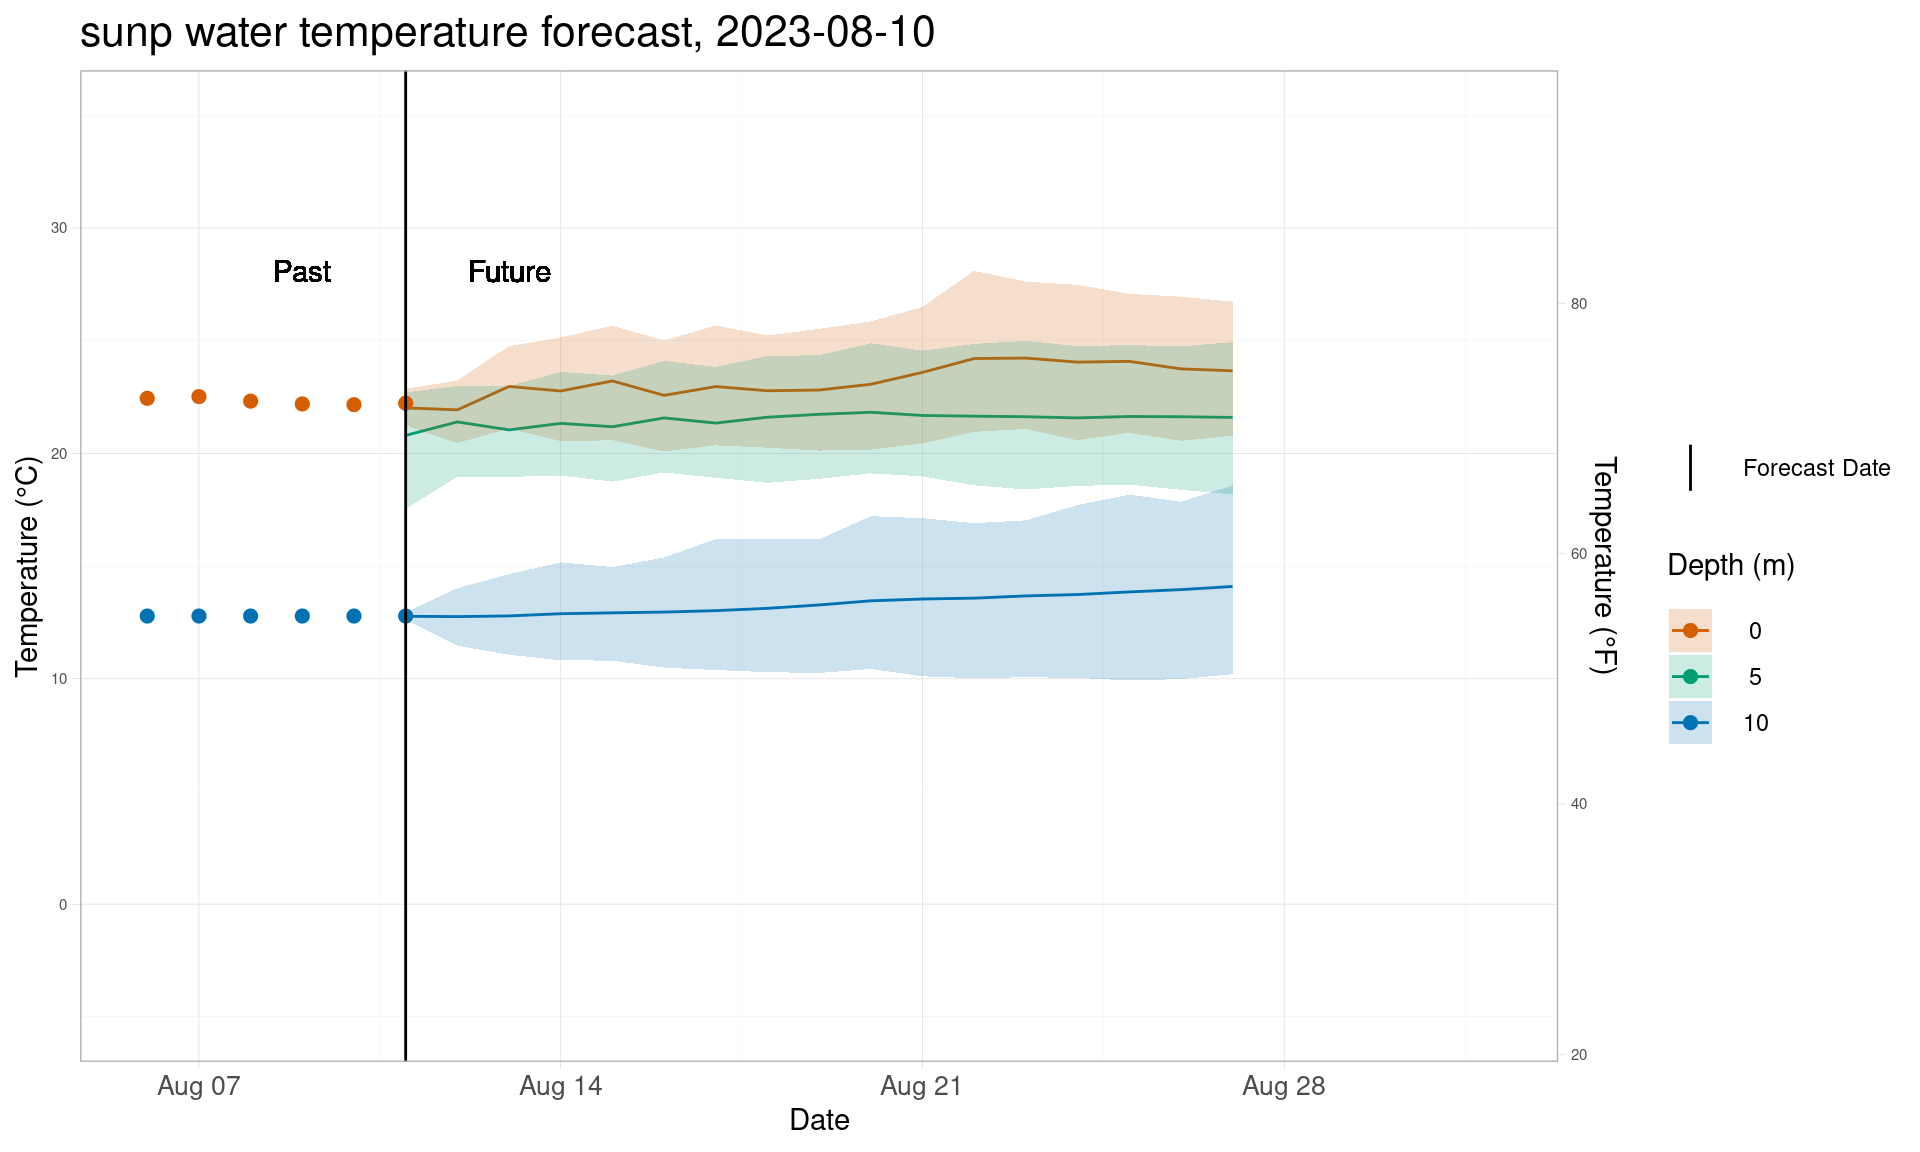 sunp water temperature forecast, 2023-08-10
30
20
10
0
Temperature (°C)
Past
Future
80
60
40
20
Temperature (°F)
Aug 07
Aug 14
Aug 21
Aug 28
Date
Forecast Date
Depth (m)
0
5
10